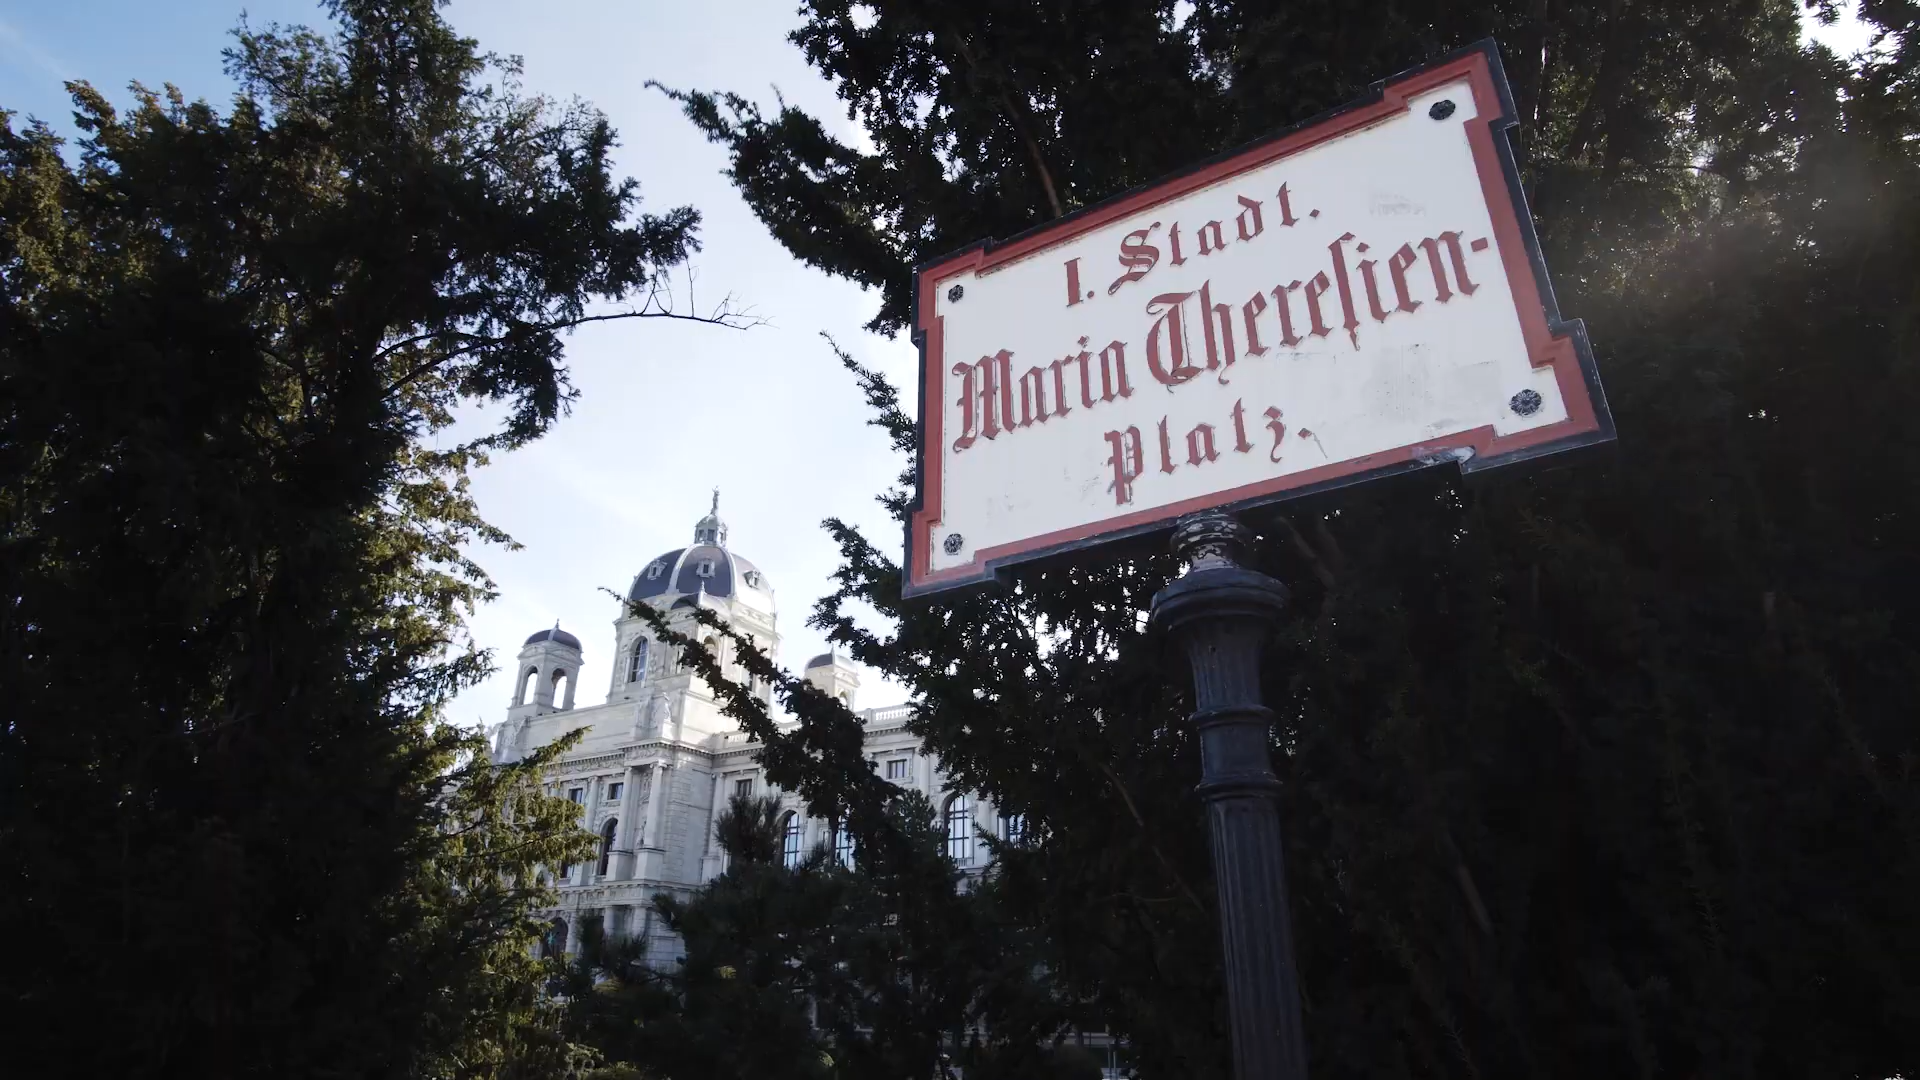 I. Stadt.
Maria Thereſien-
Platz.